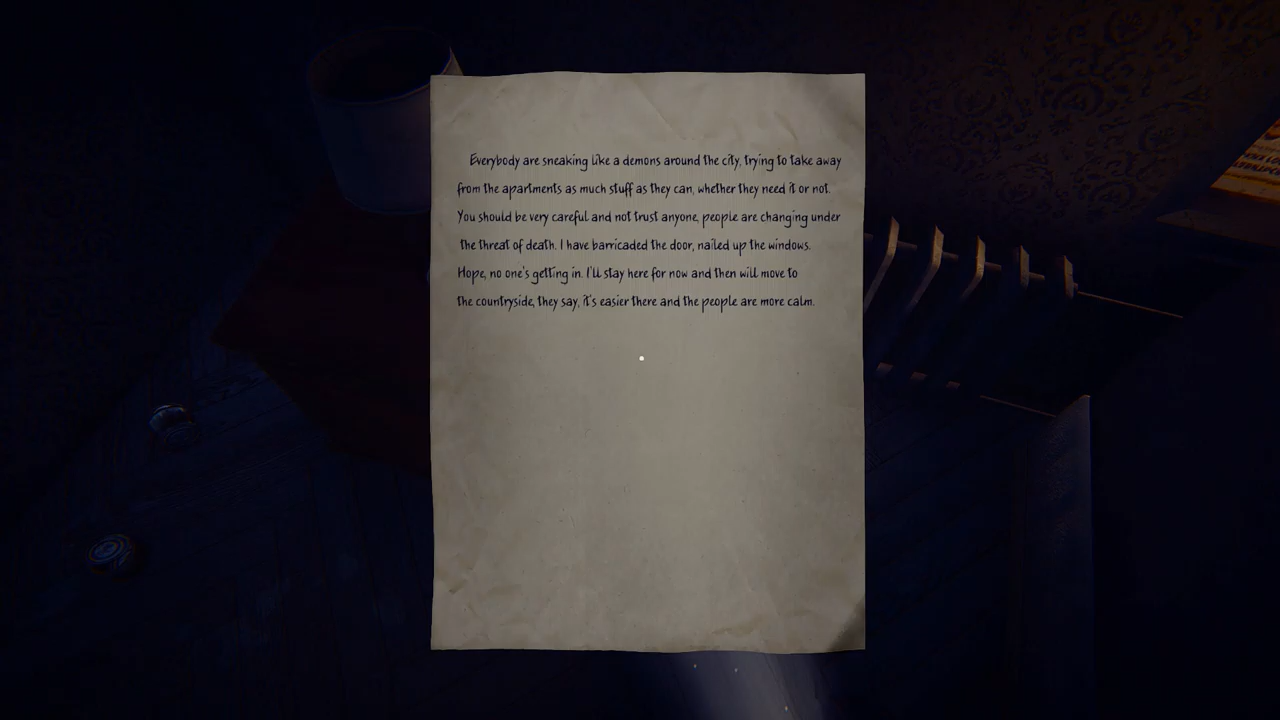 Everybody are sneaking like a demons around the city, trying to take away
from the apartments as much stuff as they can, whether they need it or not.
You should be very careful and not trust anyone, people are changing under
the threat of death. I have barricaded the door, nailed up the windows.
Hope, no one's getting in. I'll stay here for now and then will move to
the countryside, they say, it's easier there and the people are more calm.